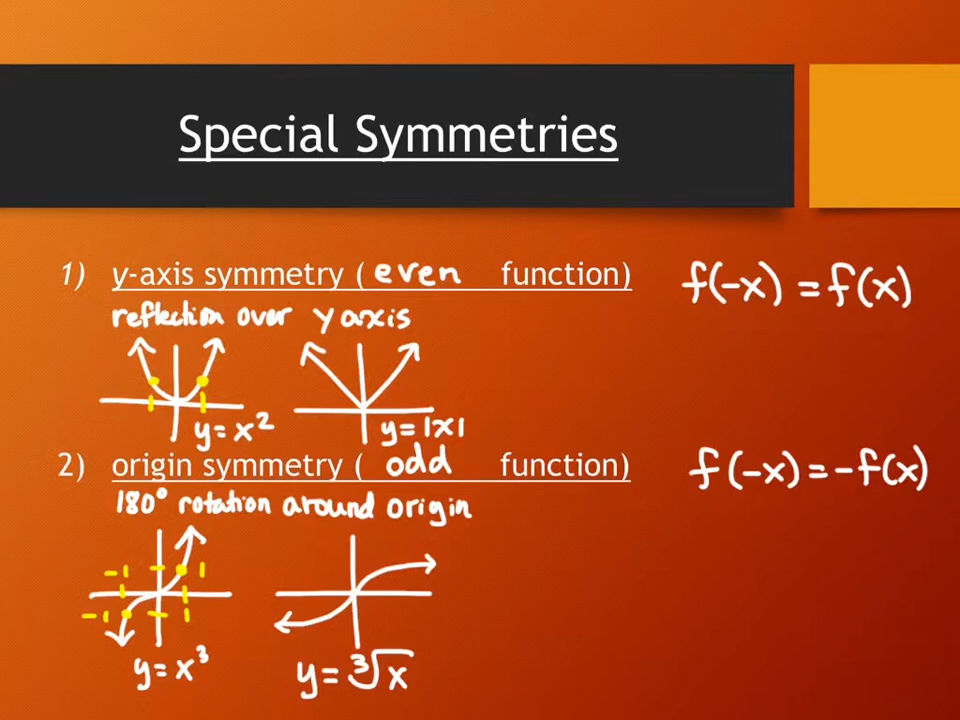 Special Symmetries
1) y-axis symmetry ( even function) f(-x) = f(x)
reflection over y axis
y = x²
y = |x|
2) origin symmetry ( odd function) f(-x) = -f(x)
180° rotation around origin
-1 1
-1 1
y = x³
y = ³√x